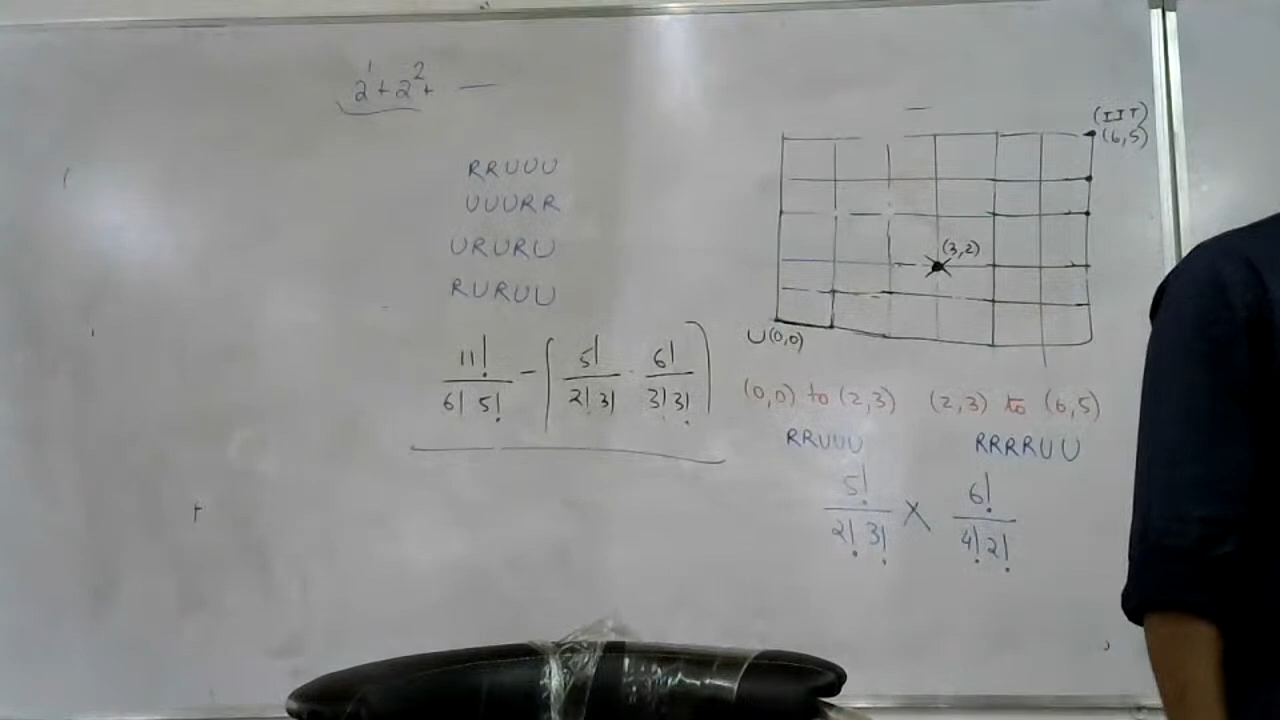 2¹ + 2² + —
RRUUU
UUURR
URURU
RURUU
11! / 6! 5! - [ 5! / 2! 3! · 6! / 3! 3! ]
(IIT)
(6,5)
(3,2)
U(0,0)
(0,0) to (2,3) (2,3) to (6,5)
RRUUU RRRRUU
5! / 2! 3! × 6! / 4! 2!